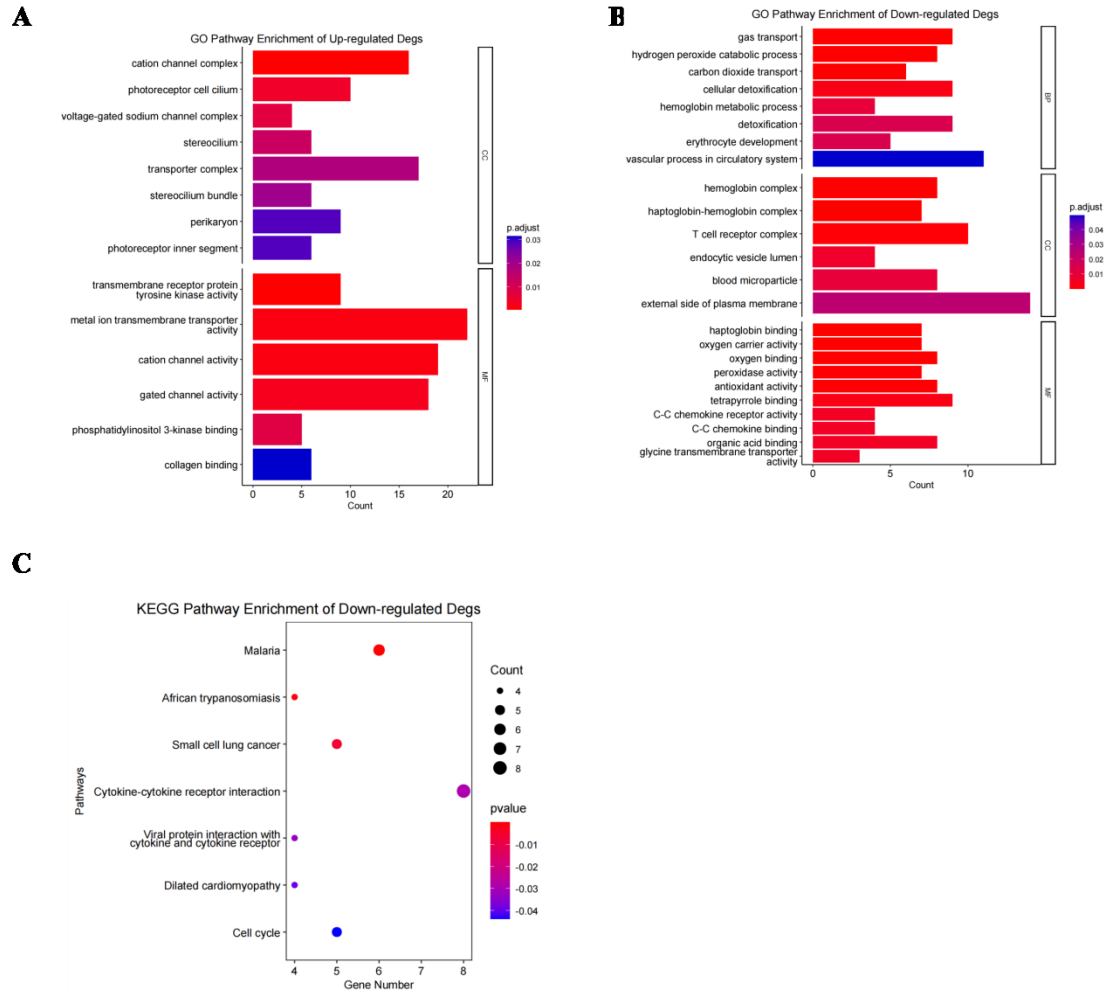 A
GO Pathway Enrichment of Up-regulated Degs
cation channel complex
photoreceptor cell cilium
voltage-gated sodium channel complex
stereocilium
transporter complex
stereocilium bundle
perikaryon
photoreceptor inner segment
CC
transmembrane receptor protein
tyrosine kinase activity
metal ion transmembrane transporter
activity
cation channel activity
gated channel activity
phosphatidylinositol 3-kinase binding
collagen binding
MF
0 5 10 15 20
Count
p.adjust
0.03
0.02
0.01
B
GO Pathway Enrichment of Down-regulated Degs
gas transport
hydrogen peroxide catabolic process
carbon dioxide transport
cellular detoxification
hemoglobin metabolic process
detoxification
erythrocyte development
vascular process in circulatory system
BP
hemoglobin complex
haptoglobin-hemoglobin complex
T cell receptor complex
endocytic vesicle lumen
blood microparticle
external side of plasma membrane
CC
haptoglobin binding
oxygen carrier activity
oxygen binding
peroxidase activity
antioxidant activity
tetrapyrrole binding
C-C chemokine receptor activity
C-C chemokine binding
organic acid binding
glycine transmembrane transporter
activity
MF
0 5 10
Count
p.adjust
0.04
0.03
0.02
0.01
C
KEGG Pathway Enrichment of Down-regulated Degs
Pathways
Malaria
African trypanosomiasis
Small cell lung cancer
Cytokine-cytokine receptor interaction
Viral protein interaction with
cytokine and cytokine receptor
Dilated cardiomyopathy
Cell cycle
4 5 6 7 8
Gene Number
Count
4
5
6
7
8
pvalue
-0.01
-0.02
-0.03
-0.04